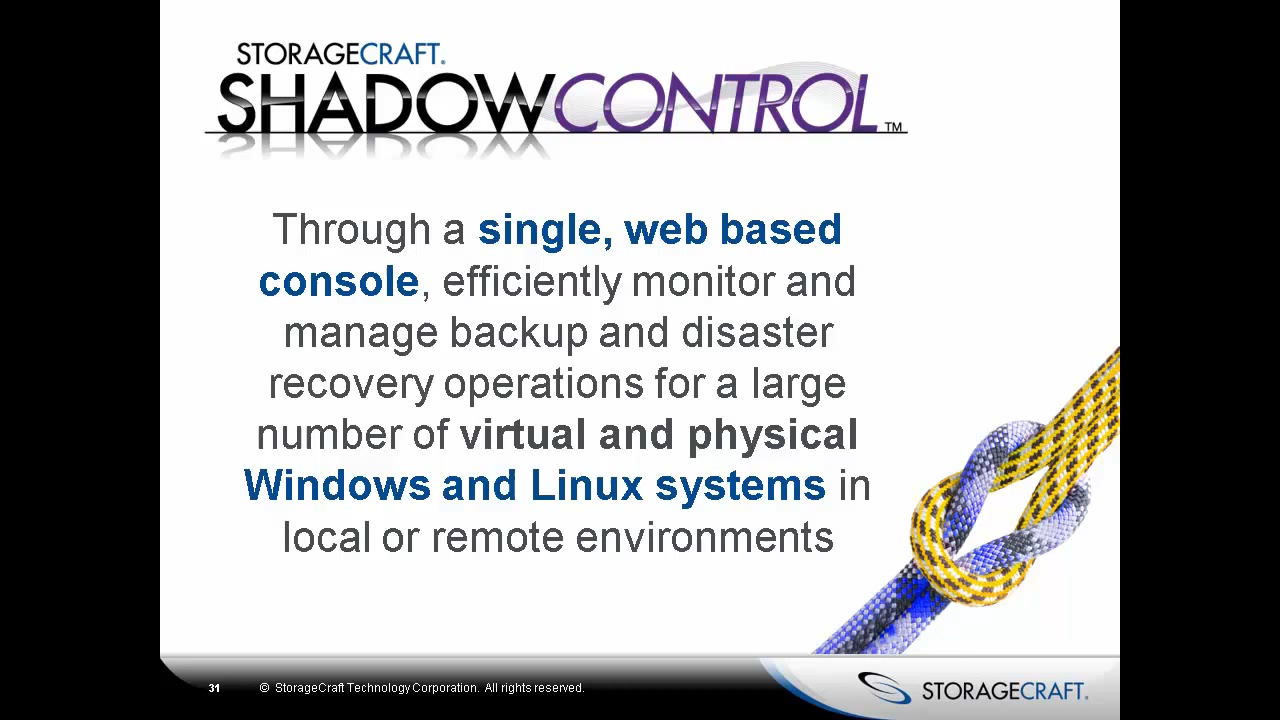 STORAGECRAFT.
SHADOWCONTROL™
Through a single, web based
console, efficiently monitor and
manage backup and disaster
recovery operations for a large
number of virtual and physical
Windows and Linux systems in
local or remote environments
31 © StorageCraft Technology Corporation. All rights reserved.
STORAGECRAFT.